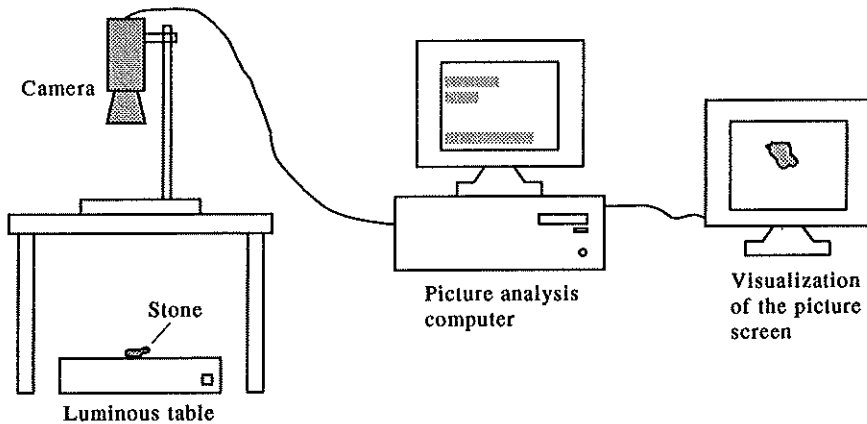 Camera
Stone
Luminous table
Picture analysis
computer
Visualization
of the picture
screen